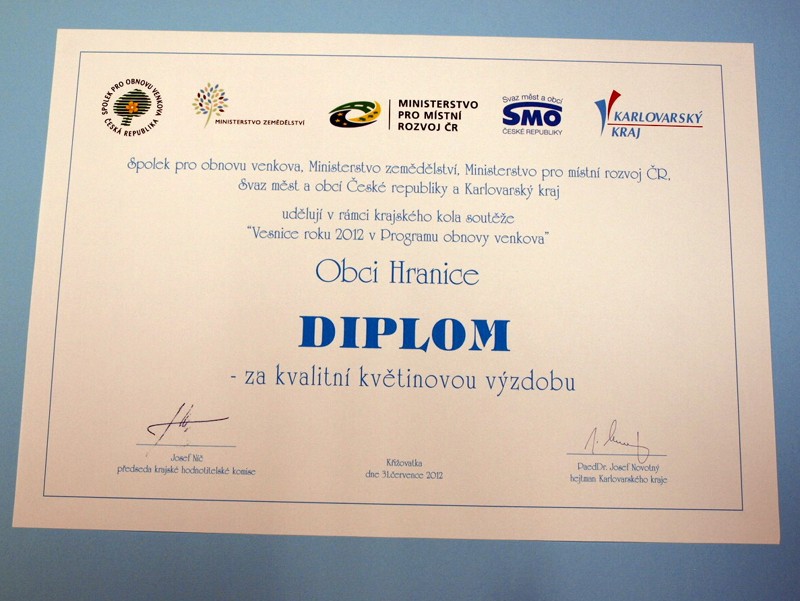 SPOLEK PRO OBNOVU VENKOVA
ČESKÁ REPUBLIKA
MINISTERSTVO ZEMĚDĚLSTVÍ
MINISTERSTVO
PRO MÍSTNÍ
ROZVOJ ČR
Svaz měst a obcí
SMO
ČESKÉ REPUBLIKY
KARLOVARSKÝ
KRAJ
Spolek pro obnovu venkova, Ministerstvo zemědělství, Ministerstvo pro místní rozvoj ČR,
Svaz měst a obcí České republiky a Karlovarský kraj
udělují v rámci krajského kola soutěže
"Vesnice roku 2012 v Programu obnovy venkova"
Obci Hranice
DIPLOM
- za kvalitní květinovou výzdobu
Josef Nič
předseda krajské hodnotitelské komise
Křižovatka
dne 31.července 2012
PaedDr. Josef Novotný
hejtman Karlovarského kraje